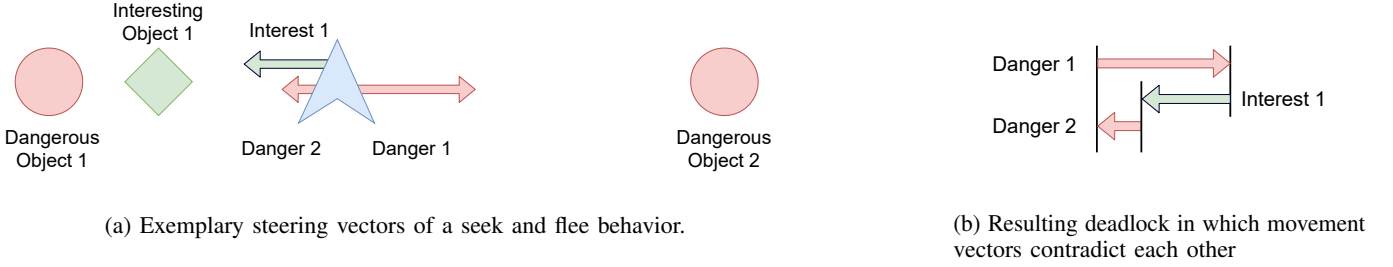 Interesting
Object 1
Interest 1
Dangerous
Object 1
Danger 2
Danger 1
Dangerous
Object 2
(a) Exemplary steering vectors of a seek and flee behavior.
Danger 1
Interest 1
Danger 2
(b) Resulting deadlock in which movement
vectors contradict each other